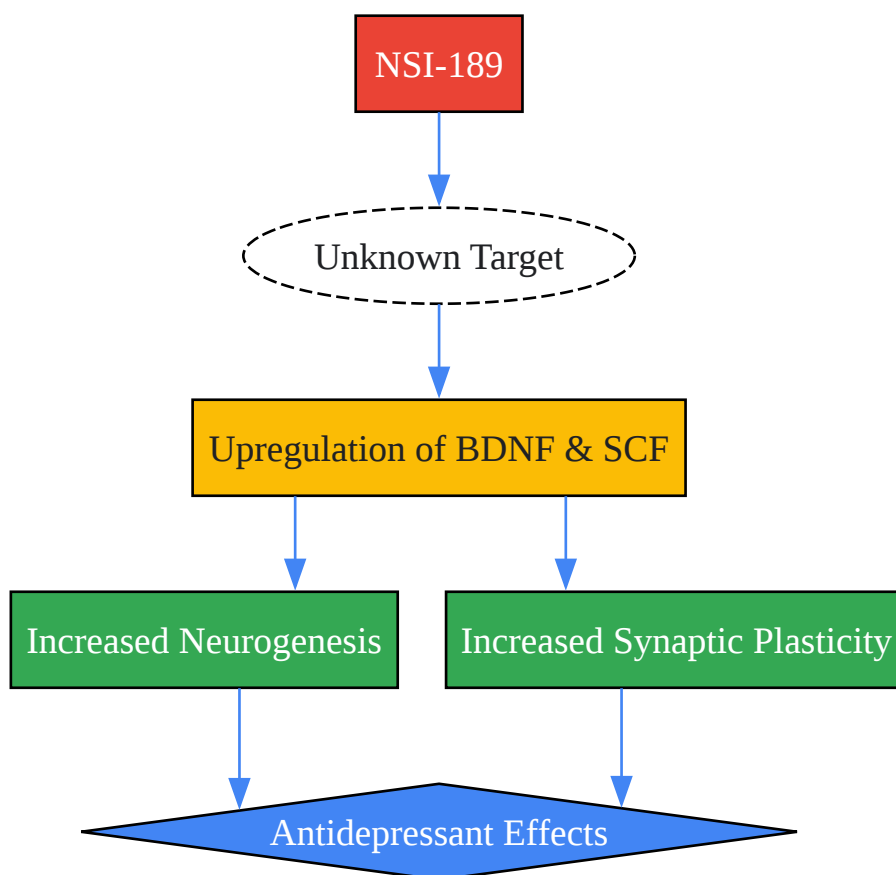 NSI-189
Unknown Target
Upregulation of BDNF & SCF
Increased Neurogenesis
Increased Synaptic Plasticity
Antidepressant Effects